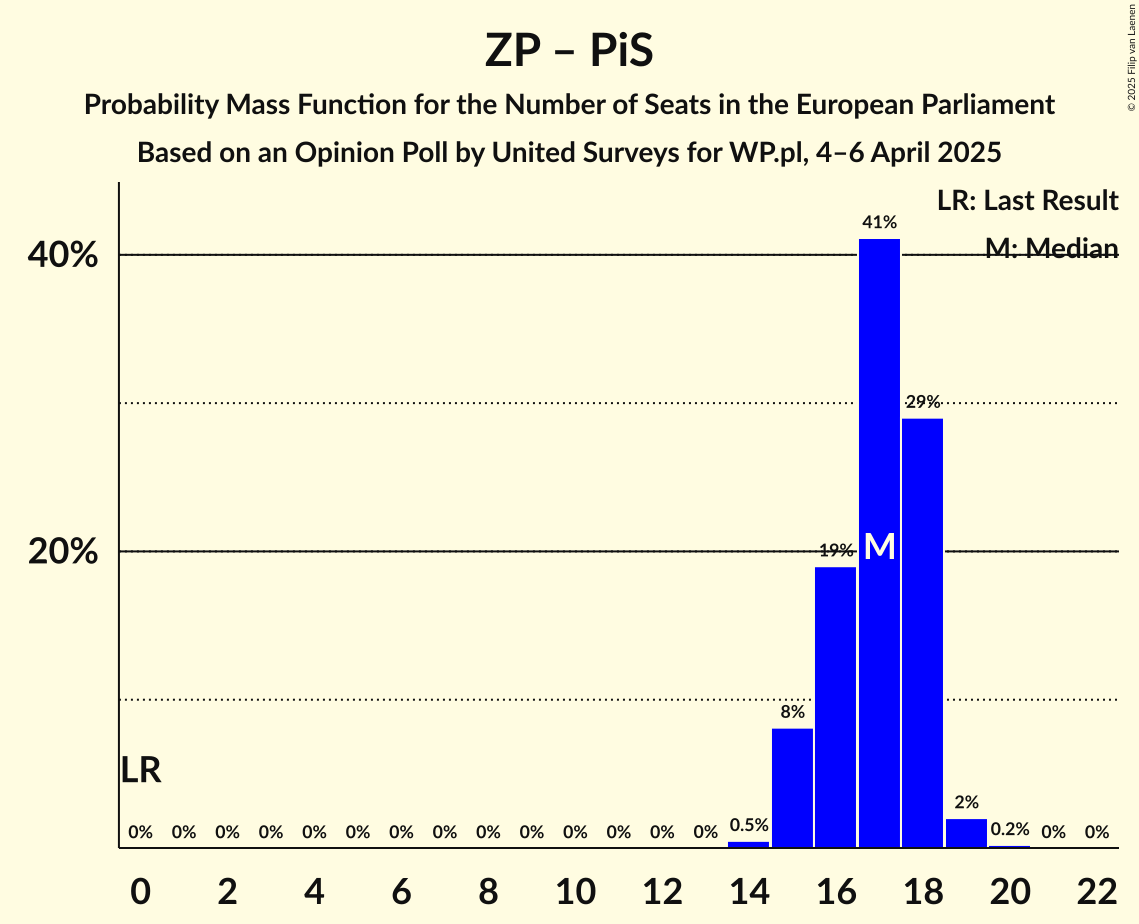 ZP – PiS
Probability Mass Function for the Number of Seats in the European Parliament
Based on an Opinion Poll by United Surveys for WP.pl, 4–6 April 2025
© 2025 Filip van Laenen
LR: Last Result
M: Median
40%
20%
41%
29%
19%
M
8%
LR
0% 0% 0% 0% 0% 0% 0% 0% 0% 0% 0% 0% 0% 0% 0.5% 2% 0.2% 0% 0%
0 2 4 6 8 10 12 14 16 18 20 22